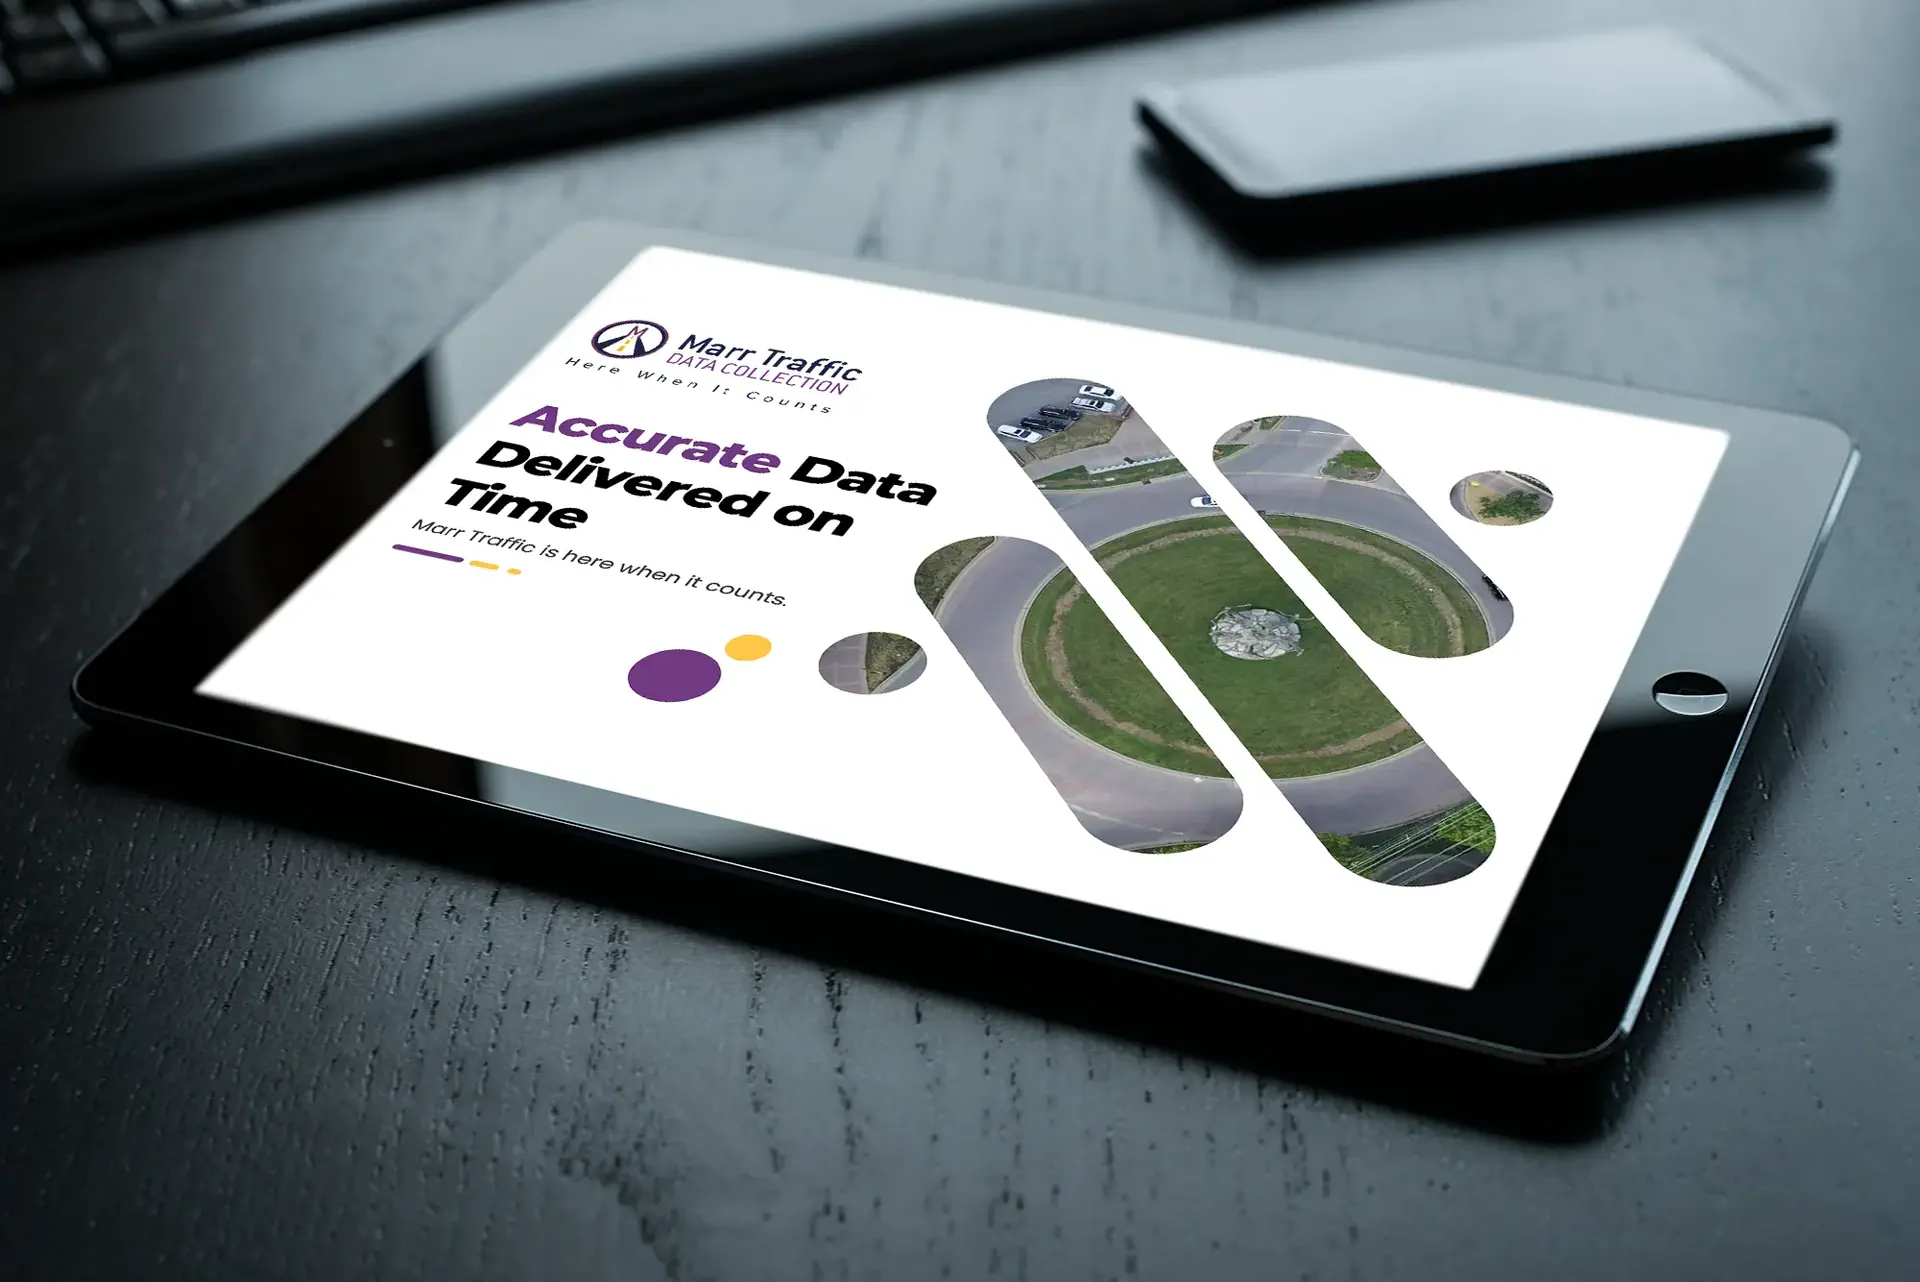 M
Marr Traffic
DATA COLLECTION
Here When It Counts
Accurate Data
Delivered on
Time
Marr Traffic is here when it counts.